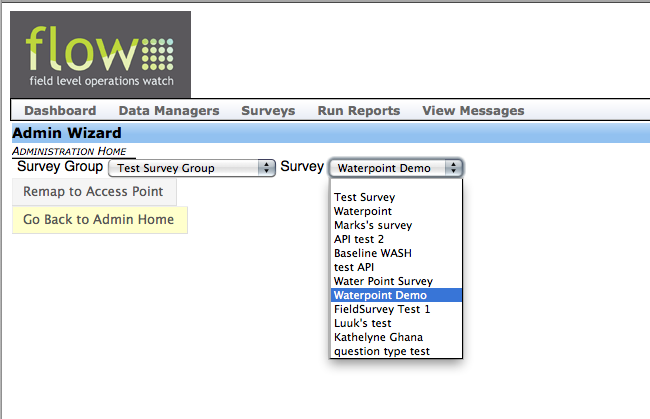 flow
field level operations watch
Dashboard Data Managers Surveys Run Reports View Messages
Admin Wizard
ADMINISTRATION HOME
Survey Group Test Survey Group Survey Waterpoint Demo
Remap to Access Point
Go Back to Admin Home
Test Survey
Waterpoint
Marks's survey
API test 2
Baseline WASH
test API
Water Point Survey
Waterpoint Demo
FieldSurvey Test 1
Luuk's test
Kathelyne Ghana
question type test